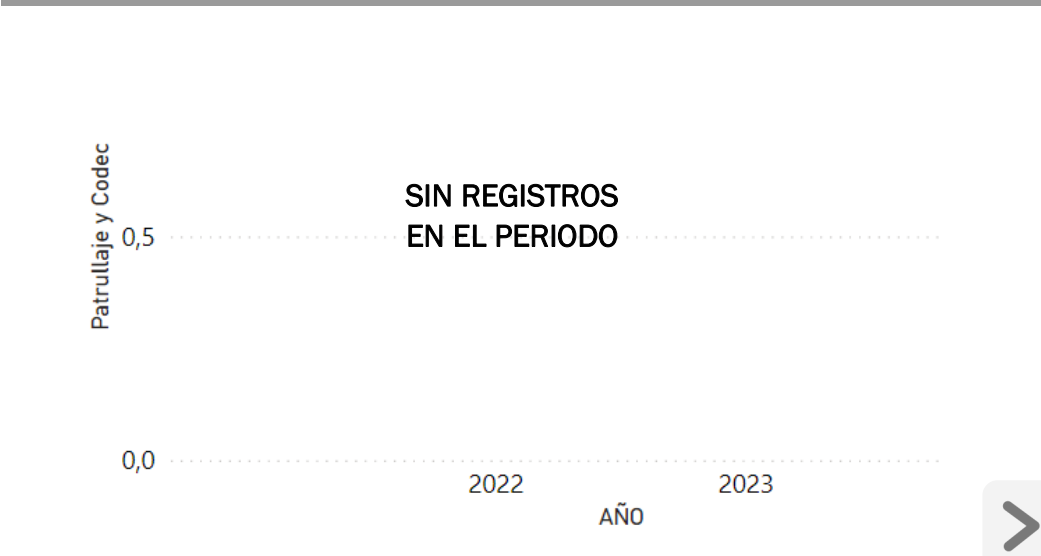 Patrullaje y Codec
SIN REGISTROS
EN EL PERIODO
0,5
0,0
2022 2023
AÑO